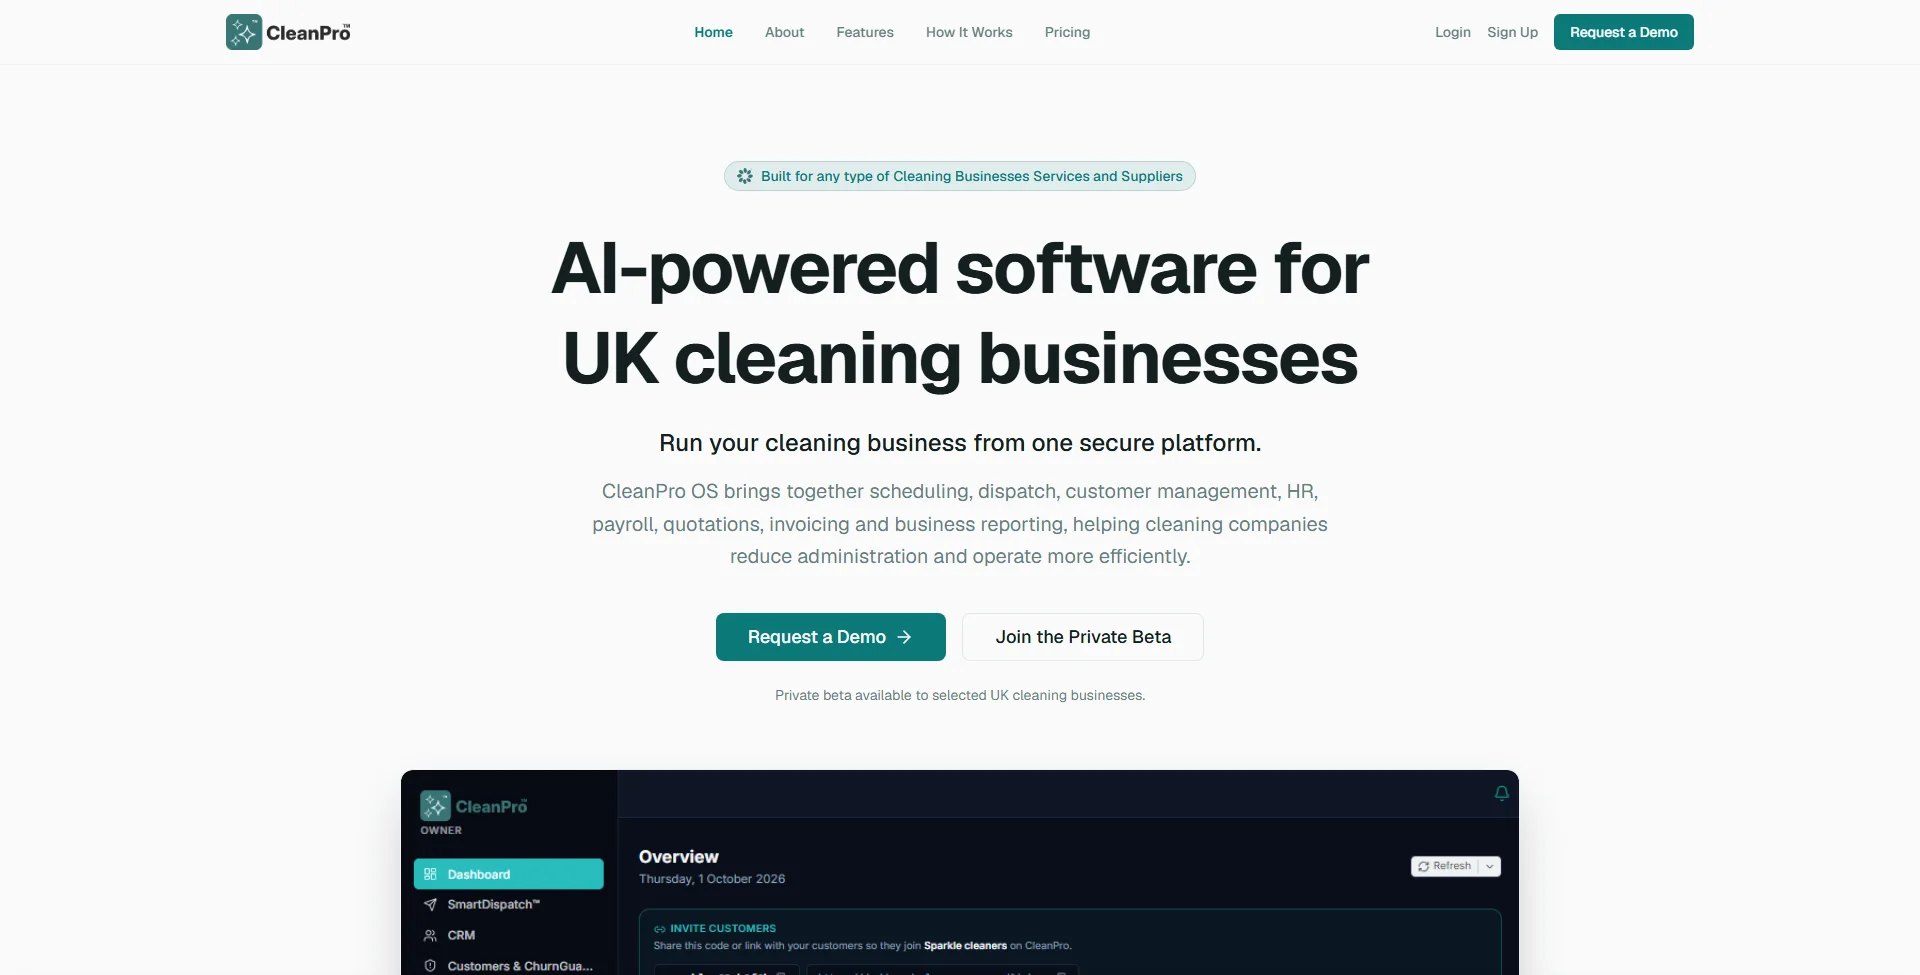 CleanPro™
Home
About
Features
How It Works
Pricing
Login
Sign Up
Request a Demo
Built for any type of Cleaning Businesses Services and Suppliers
AI-powered software for
UK cleaning businesses
Run your cleaning business from one secure platform.
CleanPro OS brings together scheduling, dispatch, customer management, HR,
payroll, quotations, invoicing and business reporting, helping cleaning companies
reduce administration and operate more efficiently.
Request a Demo →
Join the Private Beta
Private beta available to selected UK cleaning businesses.
CleanPro™
OWNER
Dashboard
SmartDispatch™
CRM
Customers & ChurnGua...
Overview
Thursday, 1 October 2026
Refresh
INVITE CUSTOMERS
Share this code or link with your customers so they join Sparkle cleaners on CleanPro.